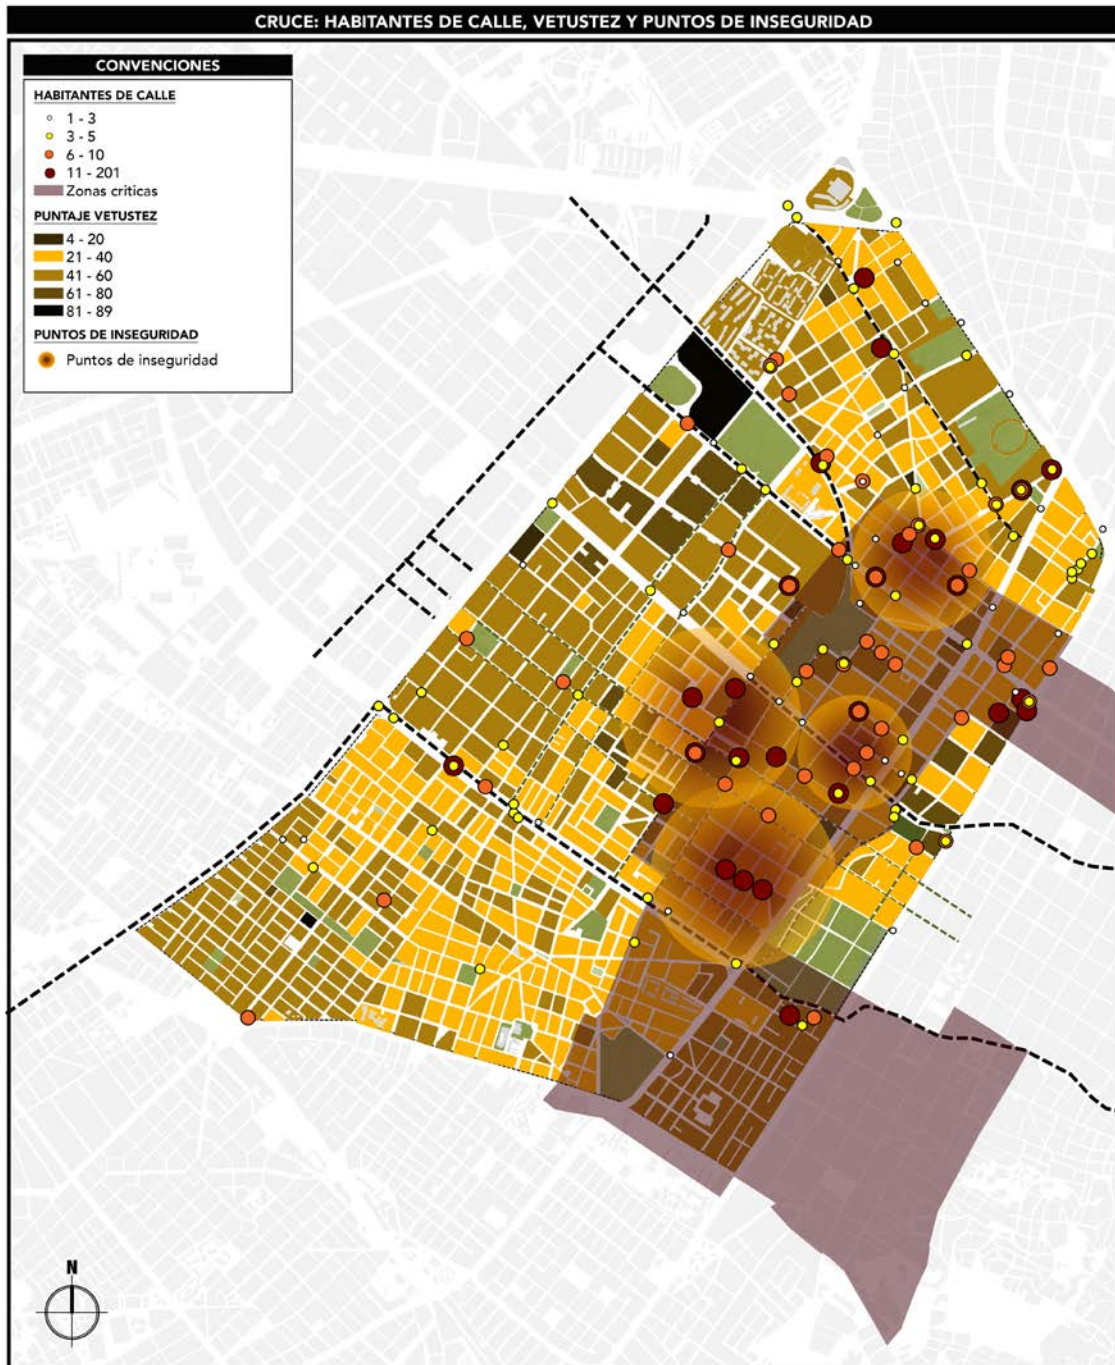 CRUCE: HABITANTES DE CALLE, VETUSTEZ Y PUNTOS DE INSEGURIDAD
CONVENCIONES
HABITANTES DE CALLE
1 - 3
3 - 5
6 - 10
11 - 201
Zonas criticas
PUNTAJE VETUSTEZ
4 - 20
21 - 40
41 - 60
61 - 80
81 - 89
PUNTOS DE INSEGURIDAD
Puntos de inseguridad
N